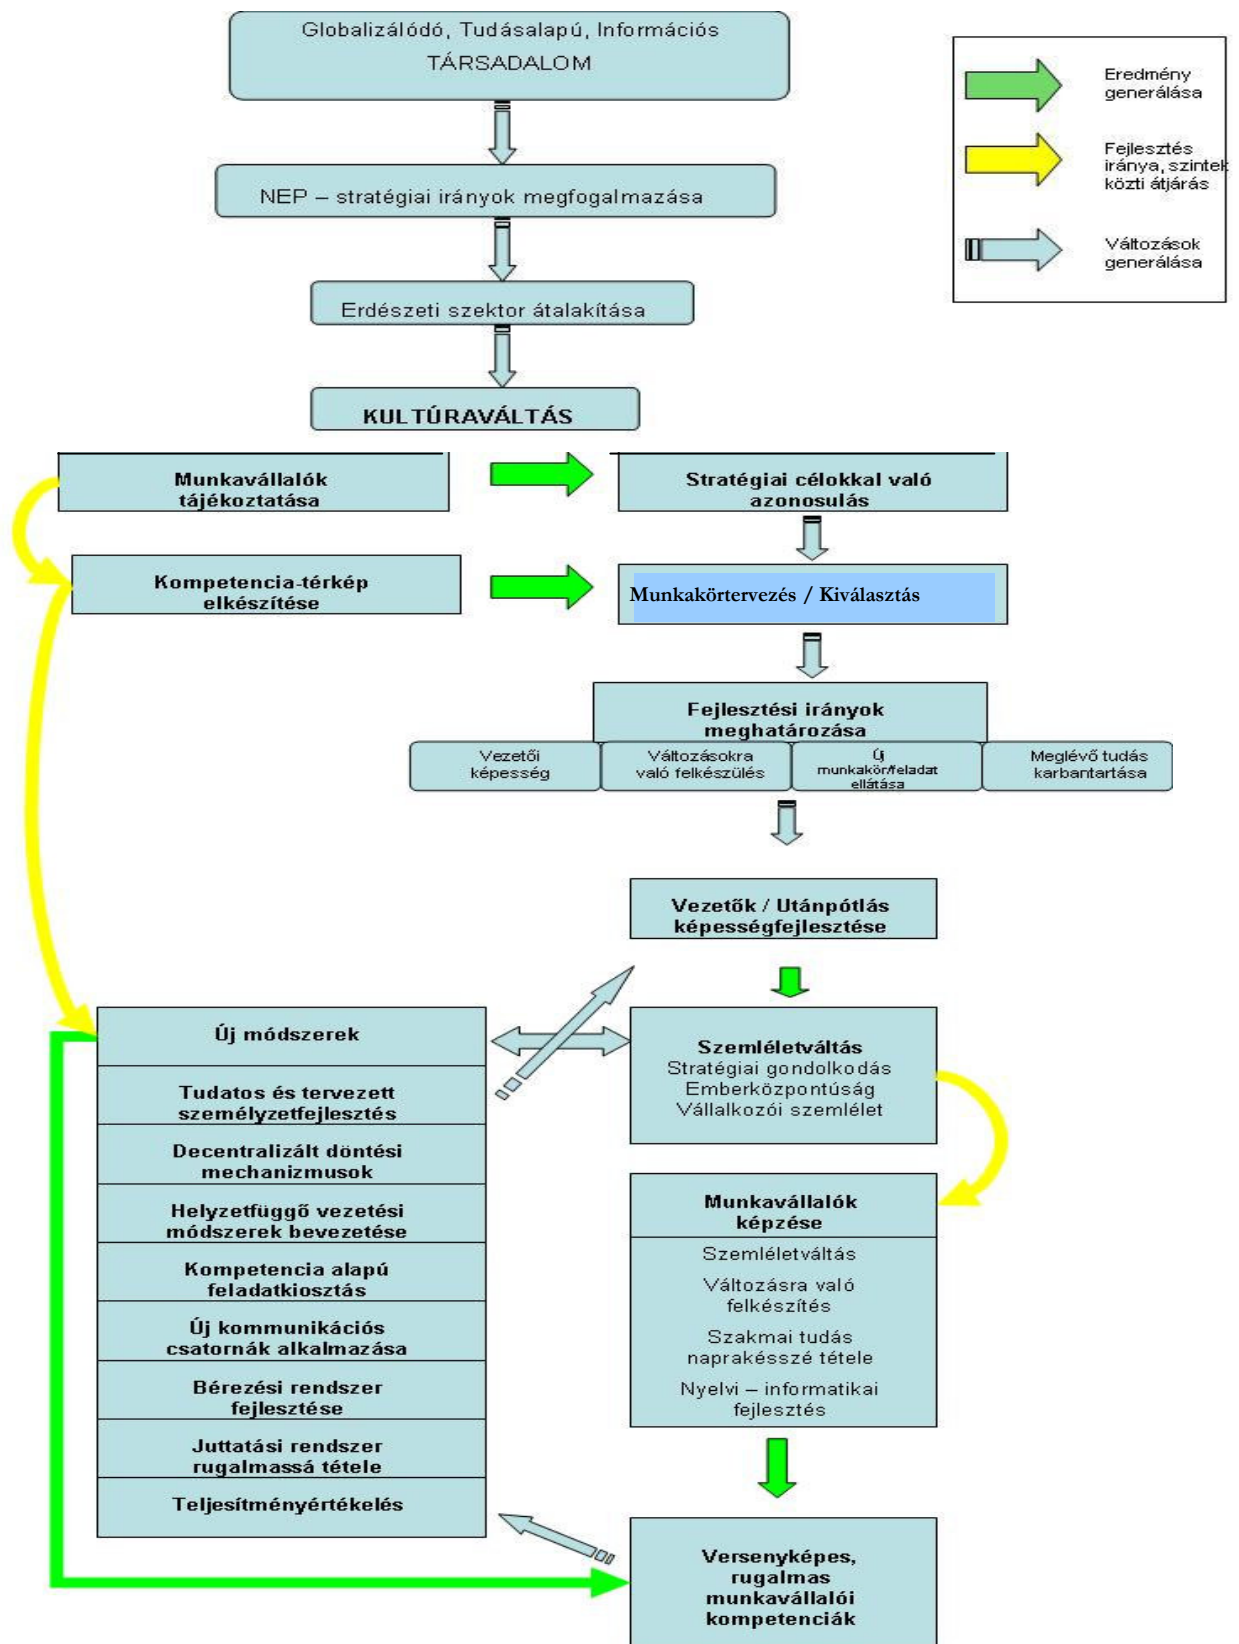 Globalizálódó, Tudásalapú, Információs
TÁRSADALOM
Eredmény
generálása
Fejlesztés
iránya, szintek
közti átjárás
Változások
generálása
NEP – stratégiai irányok megfogalmazása
Erdészeti szektor átalakítása
KULTÚRAVÁLTÁS
Munkavállalók
tájékoztatása
Stratégiai célokkal való
azonosulás
Kompetencia-térkép
elkészítése
Munkakörtervezés / Kiválasztás
Fejlesztési irányok
meghatározása
Vezetői
képesség
Változásokra
való felkészülés
Új
munkakör/feladat
ellátása
Meglévő tudás
karbantartása
Vezetők / Utánpótlás
képességfejlesztése
Új módszerek
Tudatos és tervezett
személyzetfejlesztés
Decentralizált döntési
mechanizmusok
Helyzetfüggő vezetési
módszerek bevezetése
Kompetencia alapú
feladatkiosztás
Új kommunikációs
csatornák alkalmazása
Bérezési rendszer
fejlesztése
Juttatási rendszer
rugalmassá tétele
Teljesítményértékelés
Szemléletváltás
Stratégiai gondolkodás
Emberközpontúság
Vállalkozói szemlélet
Munkavállalók
képzése
Szemléletváltás
Változásra való
felkészítés
Szakmai tudás
naprakésszé tétele
Nyelvi – informatikai
fejlesztés
Versenyképes,
rugalmas
munkavállalói
kompetenciák